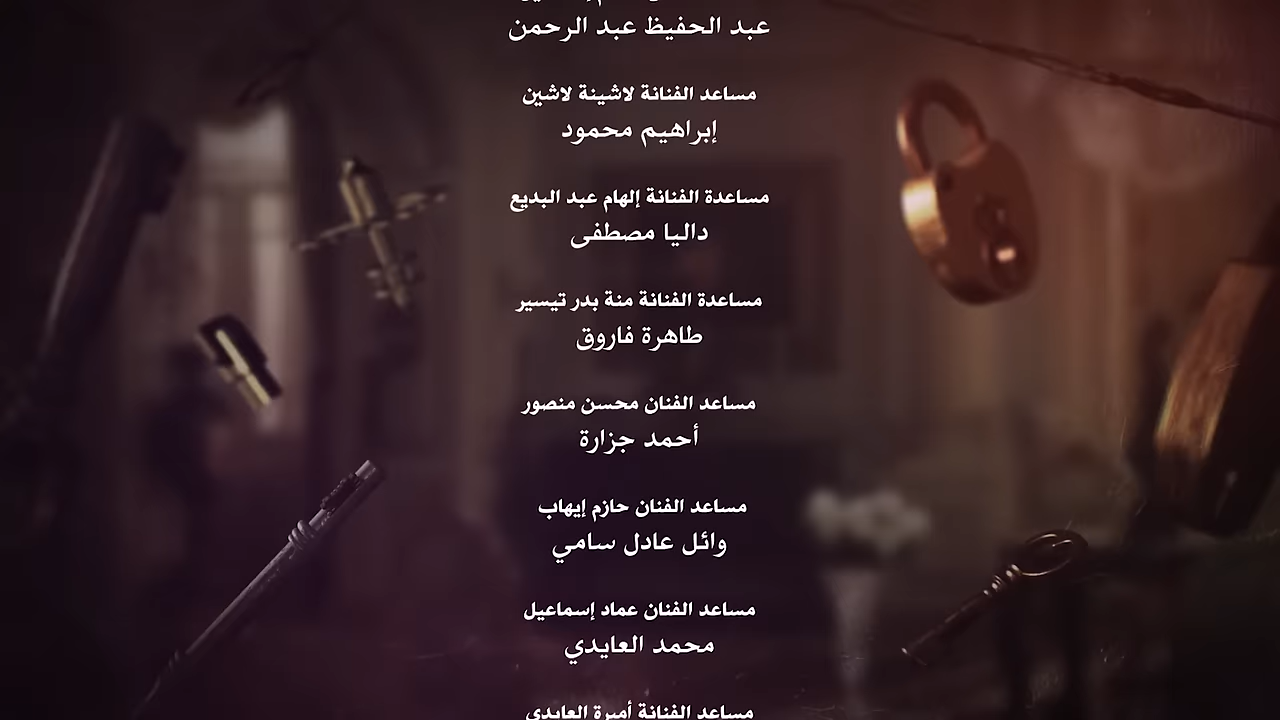 عبد الحفيظ عبد الرحمن
مساعد الفنانة لاشينة لاشين
إبراهيم محمود
مساعدة الفنانة إلهام عبد البديع
داليا مصطفى
مساعدة الفنانة منة بدر تيسير
طاهرة فاروق
مساعد الفنان محسن منصور
أحمد جزارة
مساعد الفنان حازم إيهاب
وائل عادل سامي
مساعد الفنان عماد إسماعيل
محمد العايدي
مساعد الفنانة أميرة العايدي